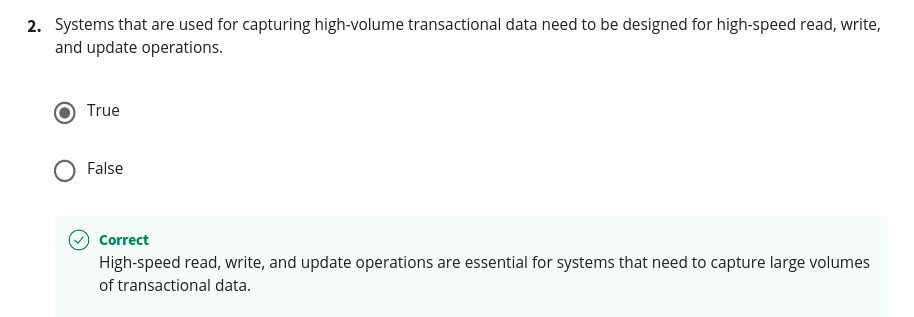 2. Systems that are used for capturing high-volume transactional data need to be designed for high-speed read, write,
and update operations.
True
False
Correct
High-speed read, write, and update operations are essential for systems that need to capture large volumes
of transactional data.